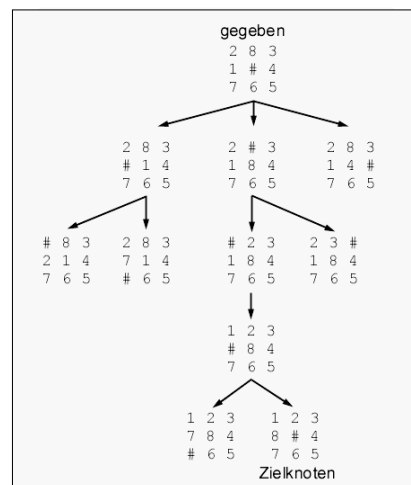 gegeben
2 8 3
1 # 4
7 6 5
2 8 3 2 # 3 2 8 3
# 1 4 1 8 4 1 4 #
7 6 5 7 6 5 7 6 5
# 8 3 2 8 3 # 2 3 2 3 #
2 1 4 7 1 4 1 8 4 1 8 4
7 6 5 # 6 5 7 6 5 7 6 5
1 2 3
# 8 4
7 6 5
1 2 3 1 2 3
7 8 4 8 # 4
# 6 5 7 6 5
Zielknoten